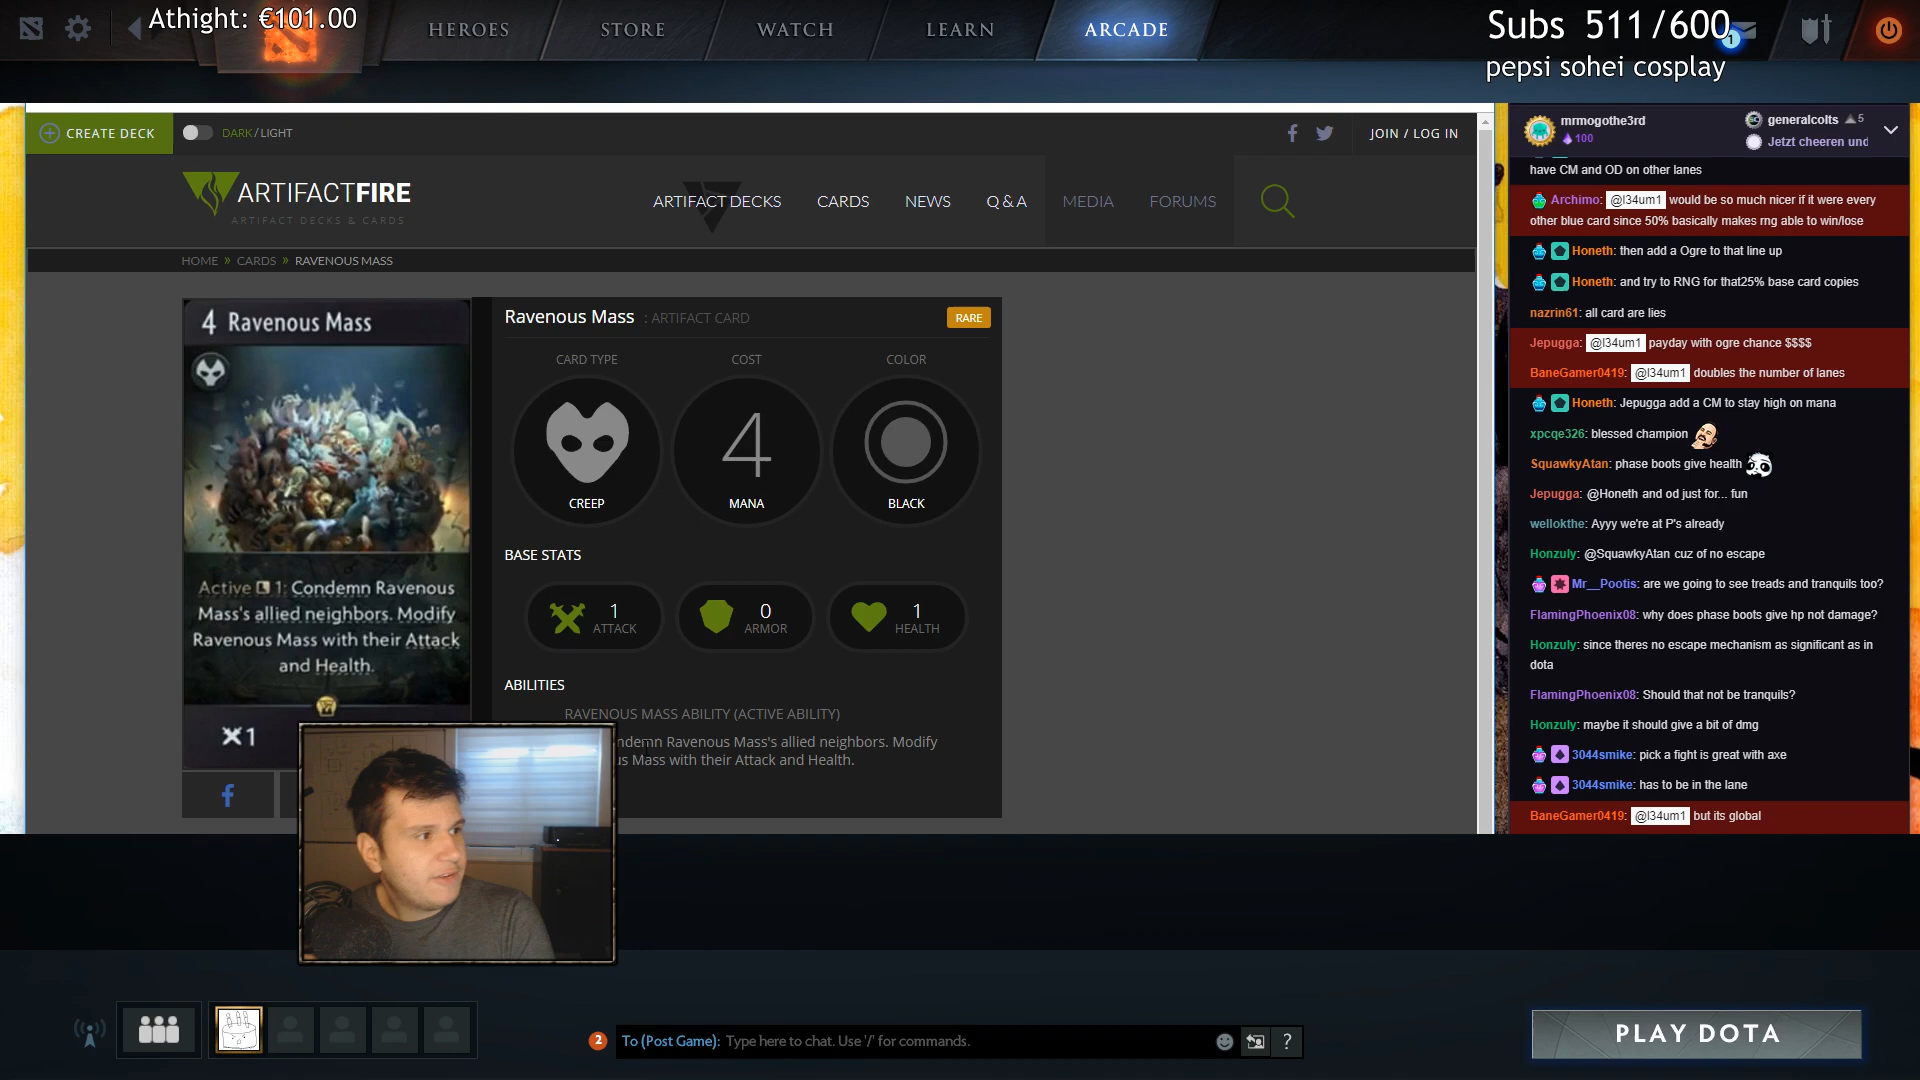 Athight: €101.00
HEROES
STORE
WATCH
LEARN
ARCADE
Subs 511/600
1
pepsi sohei cosplay
CREATE DECK
DARK / LIGHT
JOIN / LOG IN
ARTIFACTFIRE
ARTIFACT DECKS & CARDS
ARTIFACT DECKS
CARDS
NEWS
Q & A
MEDIA
FORUMS
HOME » CARDS » RAVENOUS MASS
4 Ravenous Mass
Active 1: Condemn Ravenous
Mass's allied neighbors. Modify
Ravenous Mass with their Attack
and Health.
1
Ravenous Mass : ARTIFACT CARD
RARE
CARD TYPE
COST
COLOR
4
CREEP
MANA
BLACK
BASE STATS
1
ATTACK
0
ARMOR
1
HEALTH
ABILITIES
RAVENOUS MASS ABILITY (ACTIVE ABILITY)
ndemn Ravenous Mass's allied neighbors. Modify
us Mass with their Attack and Health.
mrmogothe3rd
100
generalcolts 5
Jetzt cheeren und
have CM and OD on other lanes
Archimo: @l34um1 would be so much nicer if it were every
other blue card since 50% basically makes rng able to win/lose
Honeth: then add a Ogre to that line up
Honeth: and try to RNG for that25% base card copies
nazrin61: all card are lies
Jepugga: @l34um1 payday with ogre chance $$$$
BaneGamer0419: @l34um1 doubles the number of lanes
Honeth: Jepugga add a CM to stay high on mana
xpcqe326: blessed champion
SquawkyAtan: phase boots give health
Jepugga: @Honeth and od just for... fun
wellokthe: Ayyy we're at P's already
Honzuly: @SquawkyAtan cuz of no escape
Mr__Pootis: are we going to see treads and tranquils too?
FlamingPhoenix08: why does phase boots give hp not damage?
Honzuly: since theres no escape mechanism as significant as in
dota
FlamingPhoenix08: Should that not be tranquils?
Honzuly: maybe it should give a bit of dmg
3044smike: pick a fight is great with axe
3044smike: has to be in the lane
BaneGamer0419: @l34um1 but its global
2
To (Post Game): Type here to chat. Use '/' for commands.
?
PLAY DOTA